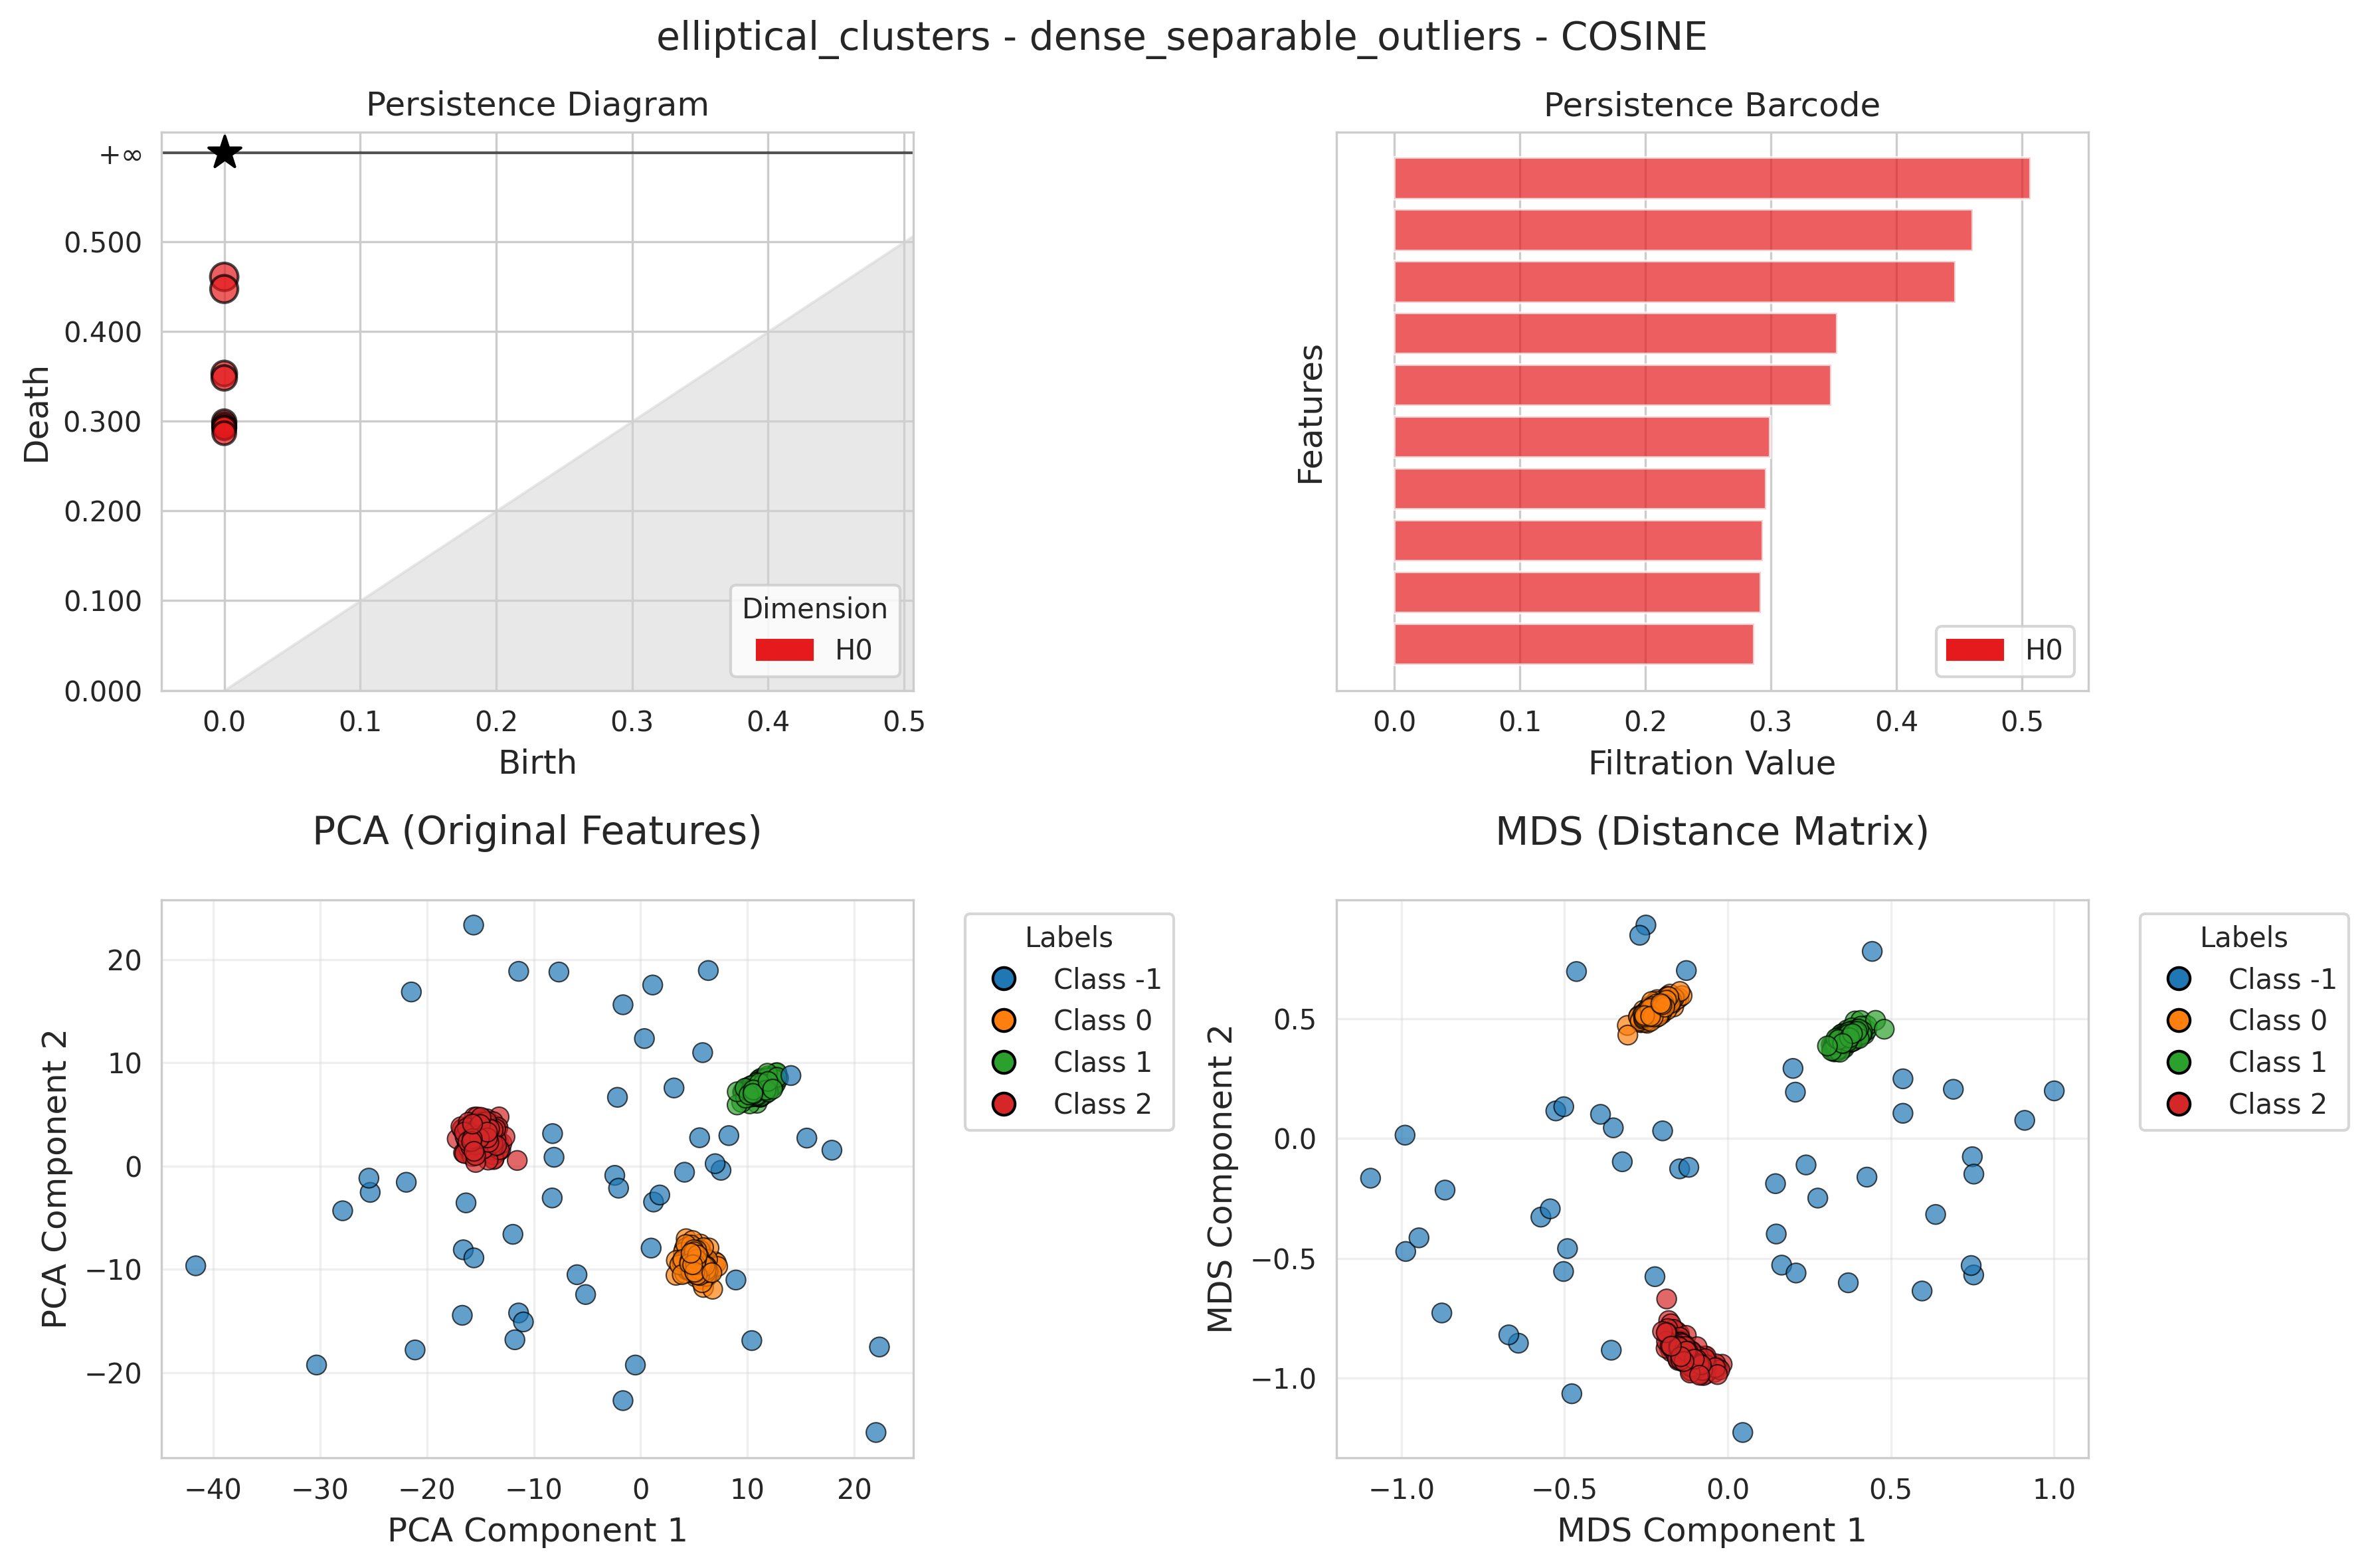 elliptical_clusters - dense_separable_outliers - COSINE
Persistence Diagram
+∞
0.500
0.400
0.300
0.200
0.100
0.000
Death
0.0 0.1 0.2 0.3 0.4 0.5
Birth
Dimension
H0
Persistence Barcode
Features
0.0 0.1 0.2 0.3 0.4 0.5
Filtration Value
H0
PCA (Original Features)
20
10
0
−10
−20
PCA Component 2
−40 −30 −20 −10 0 10 20
PCA Component 1
Labels
Class -1
Class 0
Class 1
Class 2
MDS (Distance Matrix)
0.5
0.0
−0.5
−1.0
MDS Component 2
−1.0 −0.5 0.0 0.5 1.0
MDS Component 1
Labels
Class -1
Class 0
Class 1
Class 2